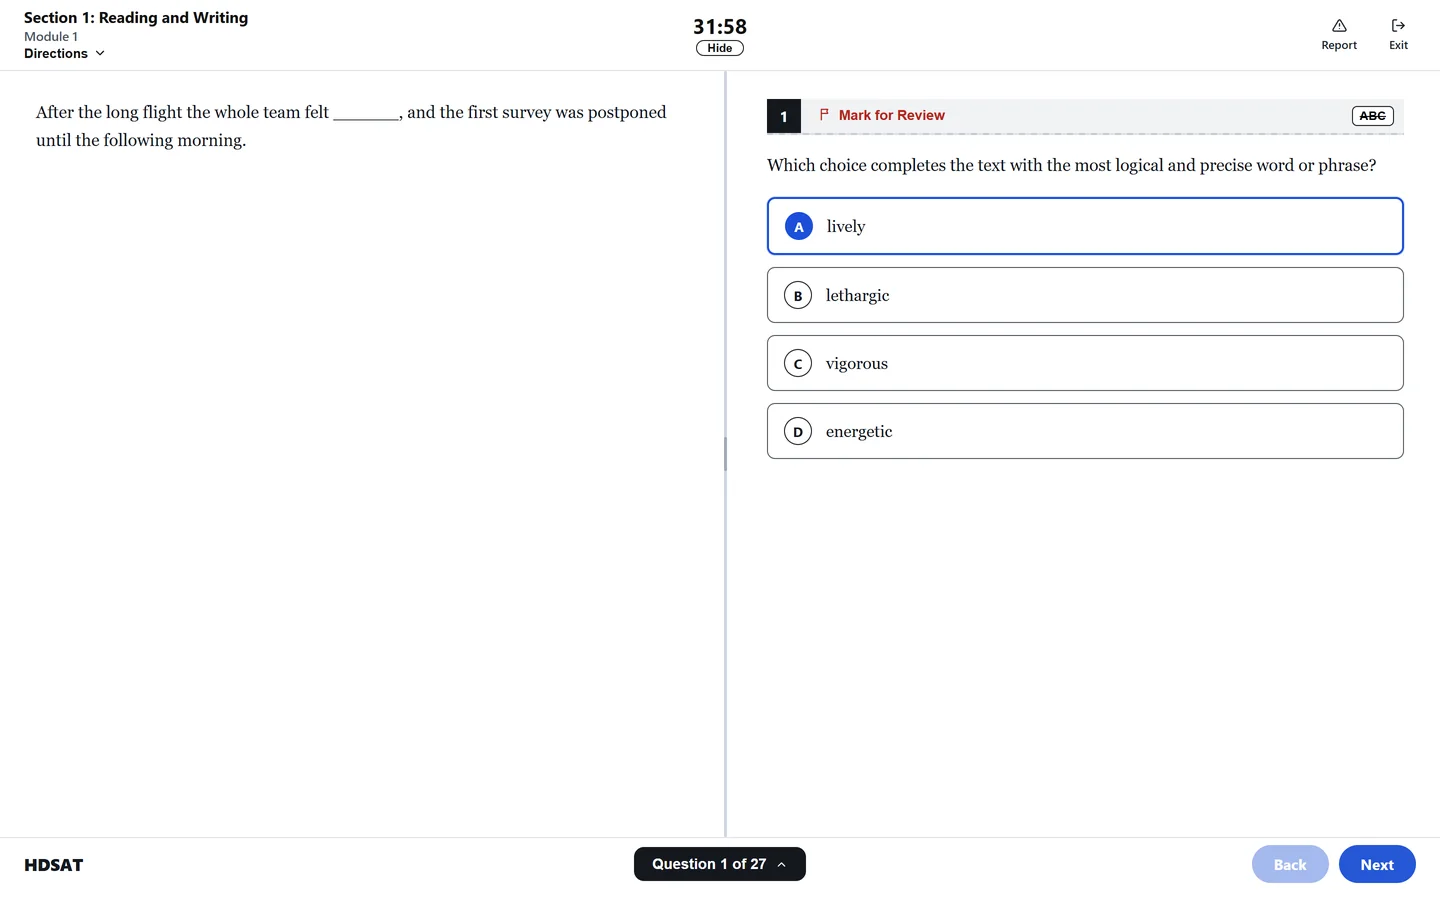 Section 1: Reading and Writing
Module 1
Directions
31:58
Hide
Report
Exit
After the long flight the whole team felt _______, and the first survey was postponed
until the following morning.
1
Mark for Review
ABC
Which choice completes the text with the most logical and precise word or phrase?
A lively
B lethargic
C vigorous
D energetic
HDSAT
Question 1 of 27
Back
Next